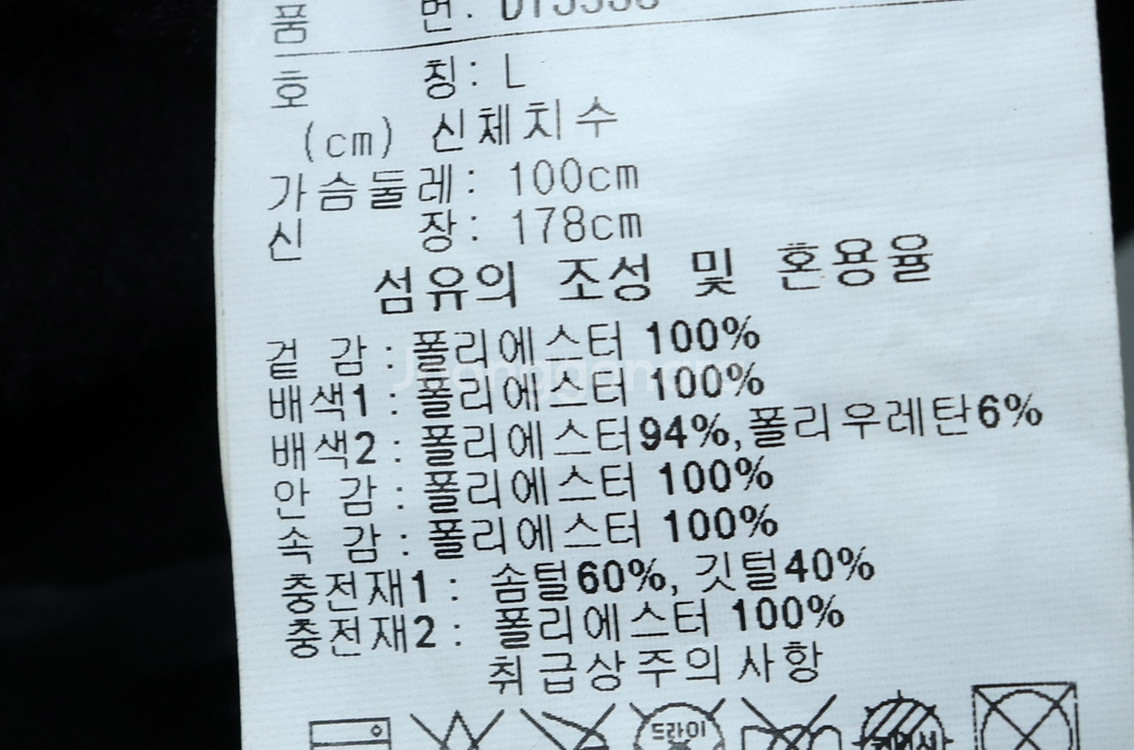 품 번:
호 칭: L
(cm) 신체치수
가슴둘레: 100cm
신 장: 178cm
섬유의 조성 및 혼용율
겉 감: 폴리에스터 100%
배색1: 폴리에스터 100%
배색2: 폴리에스터94%, 폴리우레탄6%
안 감: 폴리에스터 100%
속 감: 폴리에스터 100%
충전재1: 솜털60%, 깃털40%
충전재2: 폴리에스터 100%
취급상주의사항
드라이